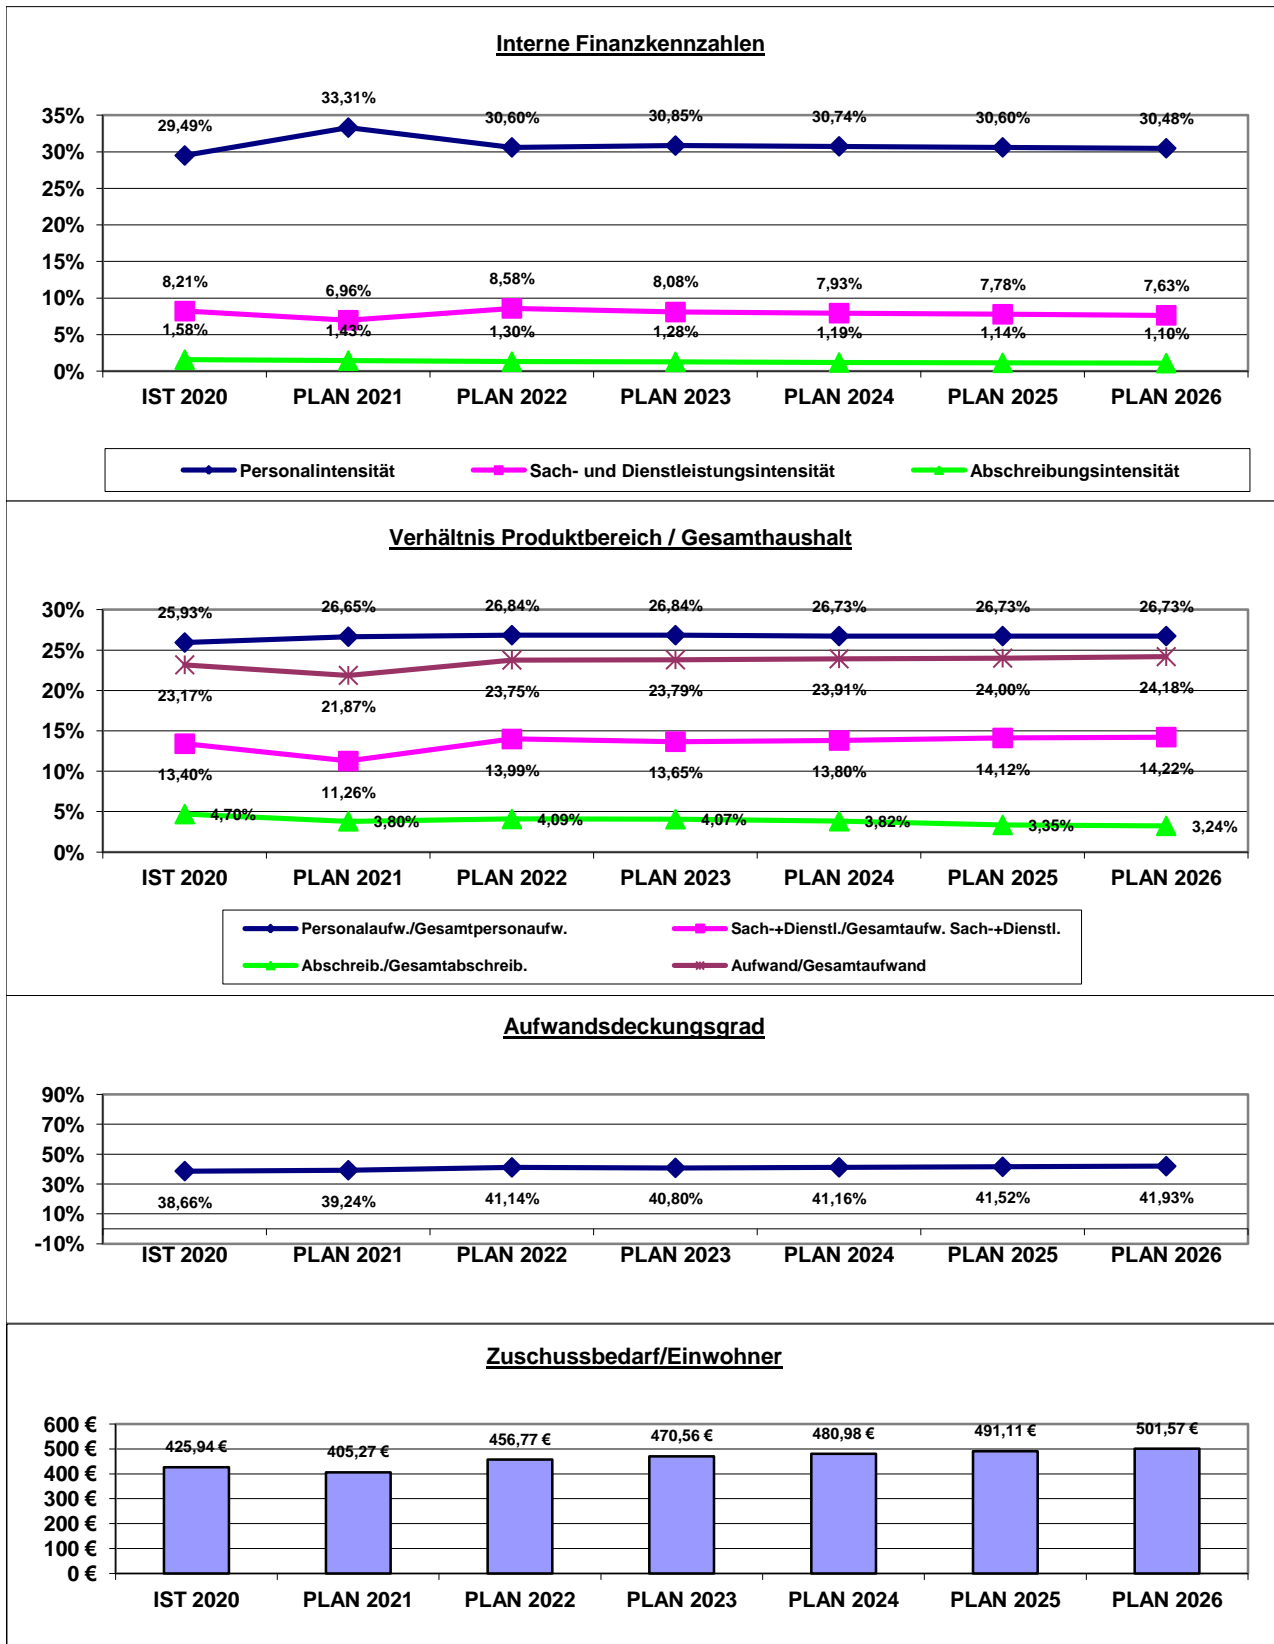 Interne Finanzkennzahlen
33,31%
35%
29,49% 30,60% 30,85% 30,74% 30,60% 30,48%
30%
25%
20%
15%
10%
8,21% 6,96% 8,58% 8,08% 7,93% 7,78% 7,63%
5%
1,58% 1,43% 1,30% 1,28% 1,19% 1,14% 1,10%
0%
IST 2020 PLAN 2021 PLAN 2022 PLAN 2023 PLAN 2024 PLAN 2025 PLAN 2026
Personalintensität Sach- und Dienstleistungsintensität Abschreibungsintensität
Verhältnis Produktbereich / Gesamthaushalt
30%
25,93% 26,65% 26,84% 26,84% 26,73% 26,73% 26,73%
25%
23,17% 21,87% 23,75% 23,79% 23,91% 24,00% 24,18%
20%
15%
13,40% 11,26% 13,99% 13,65% 13,80% 14,12% 14,22%
10%
5%
4,70% 3,80% 4,09% 4,07% 3,82% 3,35% 3,24%
0%
IST 2020 PLAN 2021 PLAN 2022 PLAN 2023 PLAN 2024 PLAN 2025 PLAN 2026
Personalaufw./Gesamtpersonaufw. Sach-+Dienstl./Gesamtaufw. Sach-+Dienstl.
Abschreib./Gesamtabschreib. Aufwand/Gesamtaufwand
Aufwandsdeckungsgrad
90%
70%
50%
30%
38,66% 39,24% 41,14% 40,80% 41,16% 41,52% 41,93%
10%
-10%
IST 2020 PLAN 2021 PLAN 2022 PLAN 2023 PLAN 2024 PLAN 2025 PLAN 2026
Zuschussbedarf/Einwohner
600 €
425,94 € 405,27 € 456,77 € 470,56 € 480,98 € 491,11 € 501,57 €
500 €
400 €
300 €
200 €
100 €
0 €
IST 2020 PLAN 2021 PLAN 2022 PLAN 2023 PLAN 2024 PLAN 2025 PLAN 2026